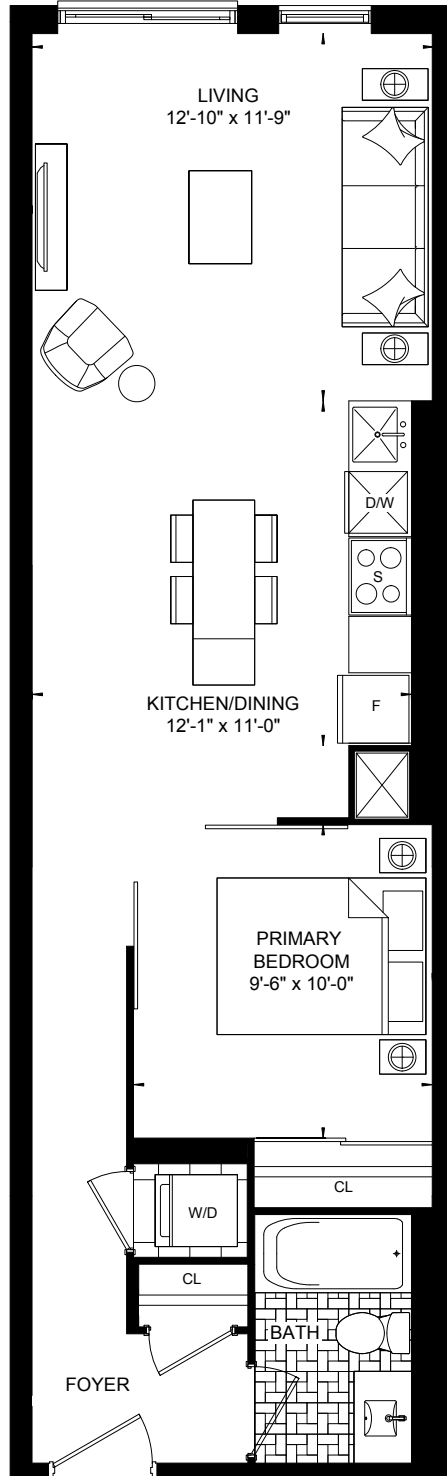 LIVING
12'-10" x 11'-9"
D/W
S
KITCHEN/DINING
12'-1" x 11'-0"
F
PRIMARY
BEDROOM
9'-6" x 10'-0"
CL
W/D
CL
BATH
FOYER